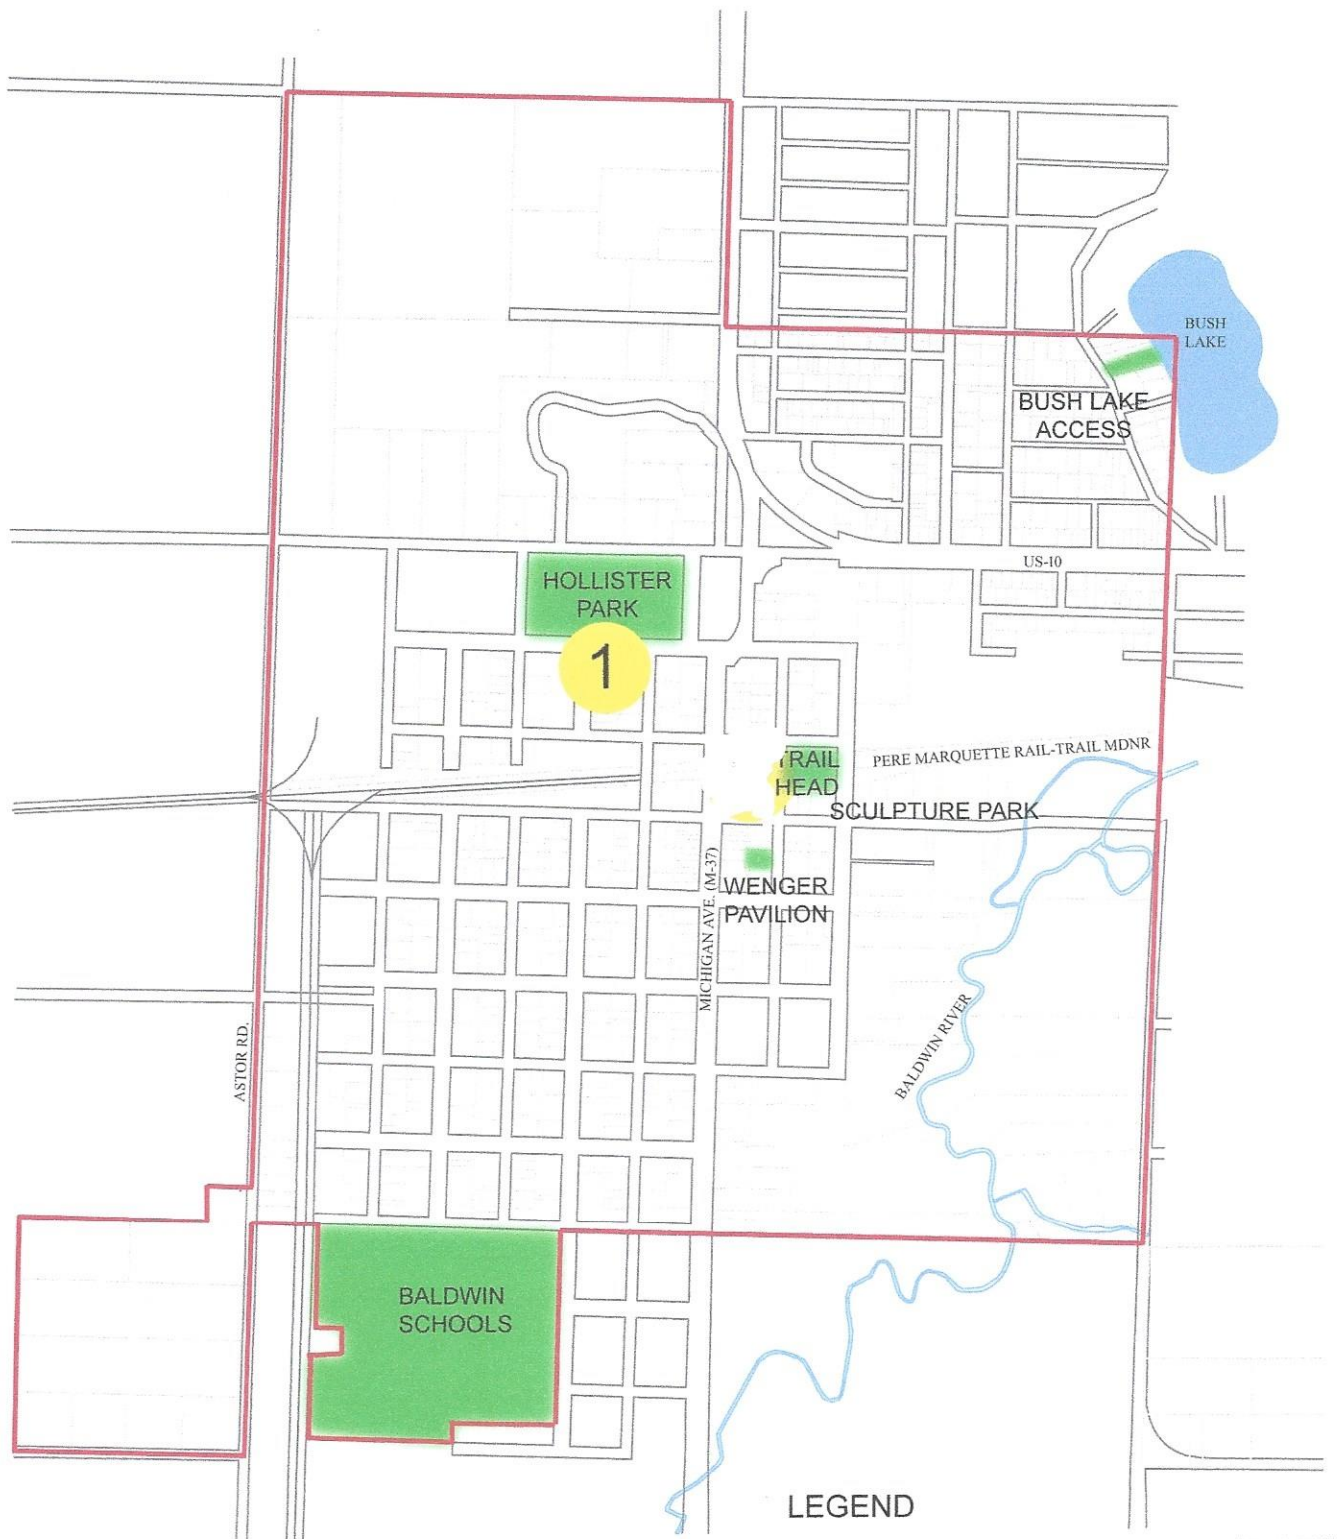 BUSH
LAKE
BUSH LAKE
ACCESS
US-10
HOLLISTER
PARK
1
PERE MARQUETTE RAIL-TRAIL MDNR
TRAIL
HEAD
SCULPTURE PARK
WENGER
PAVILION
MICHIGAN AVE. (M-37)
BALDWIN RIVER
ASTOR RD.
BALDWIN
SCHOOLS
LEGEND